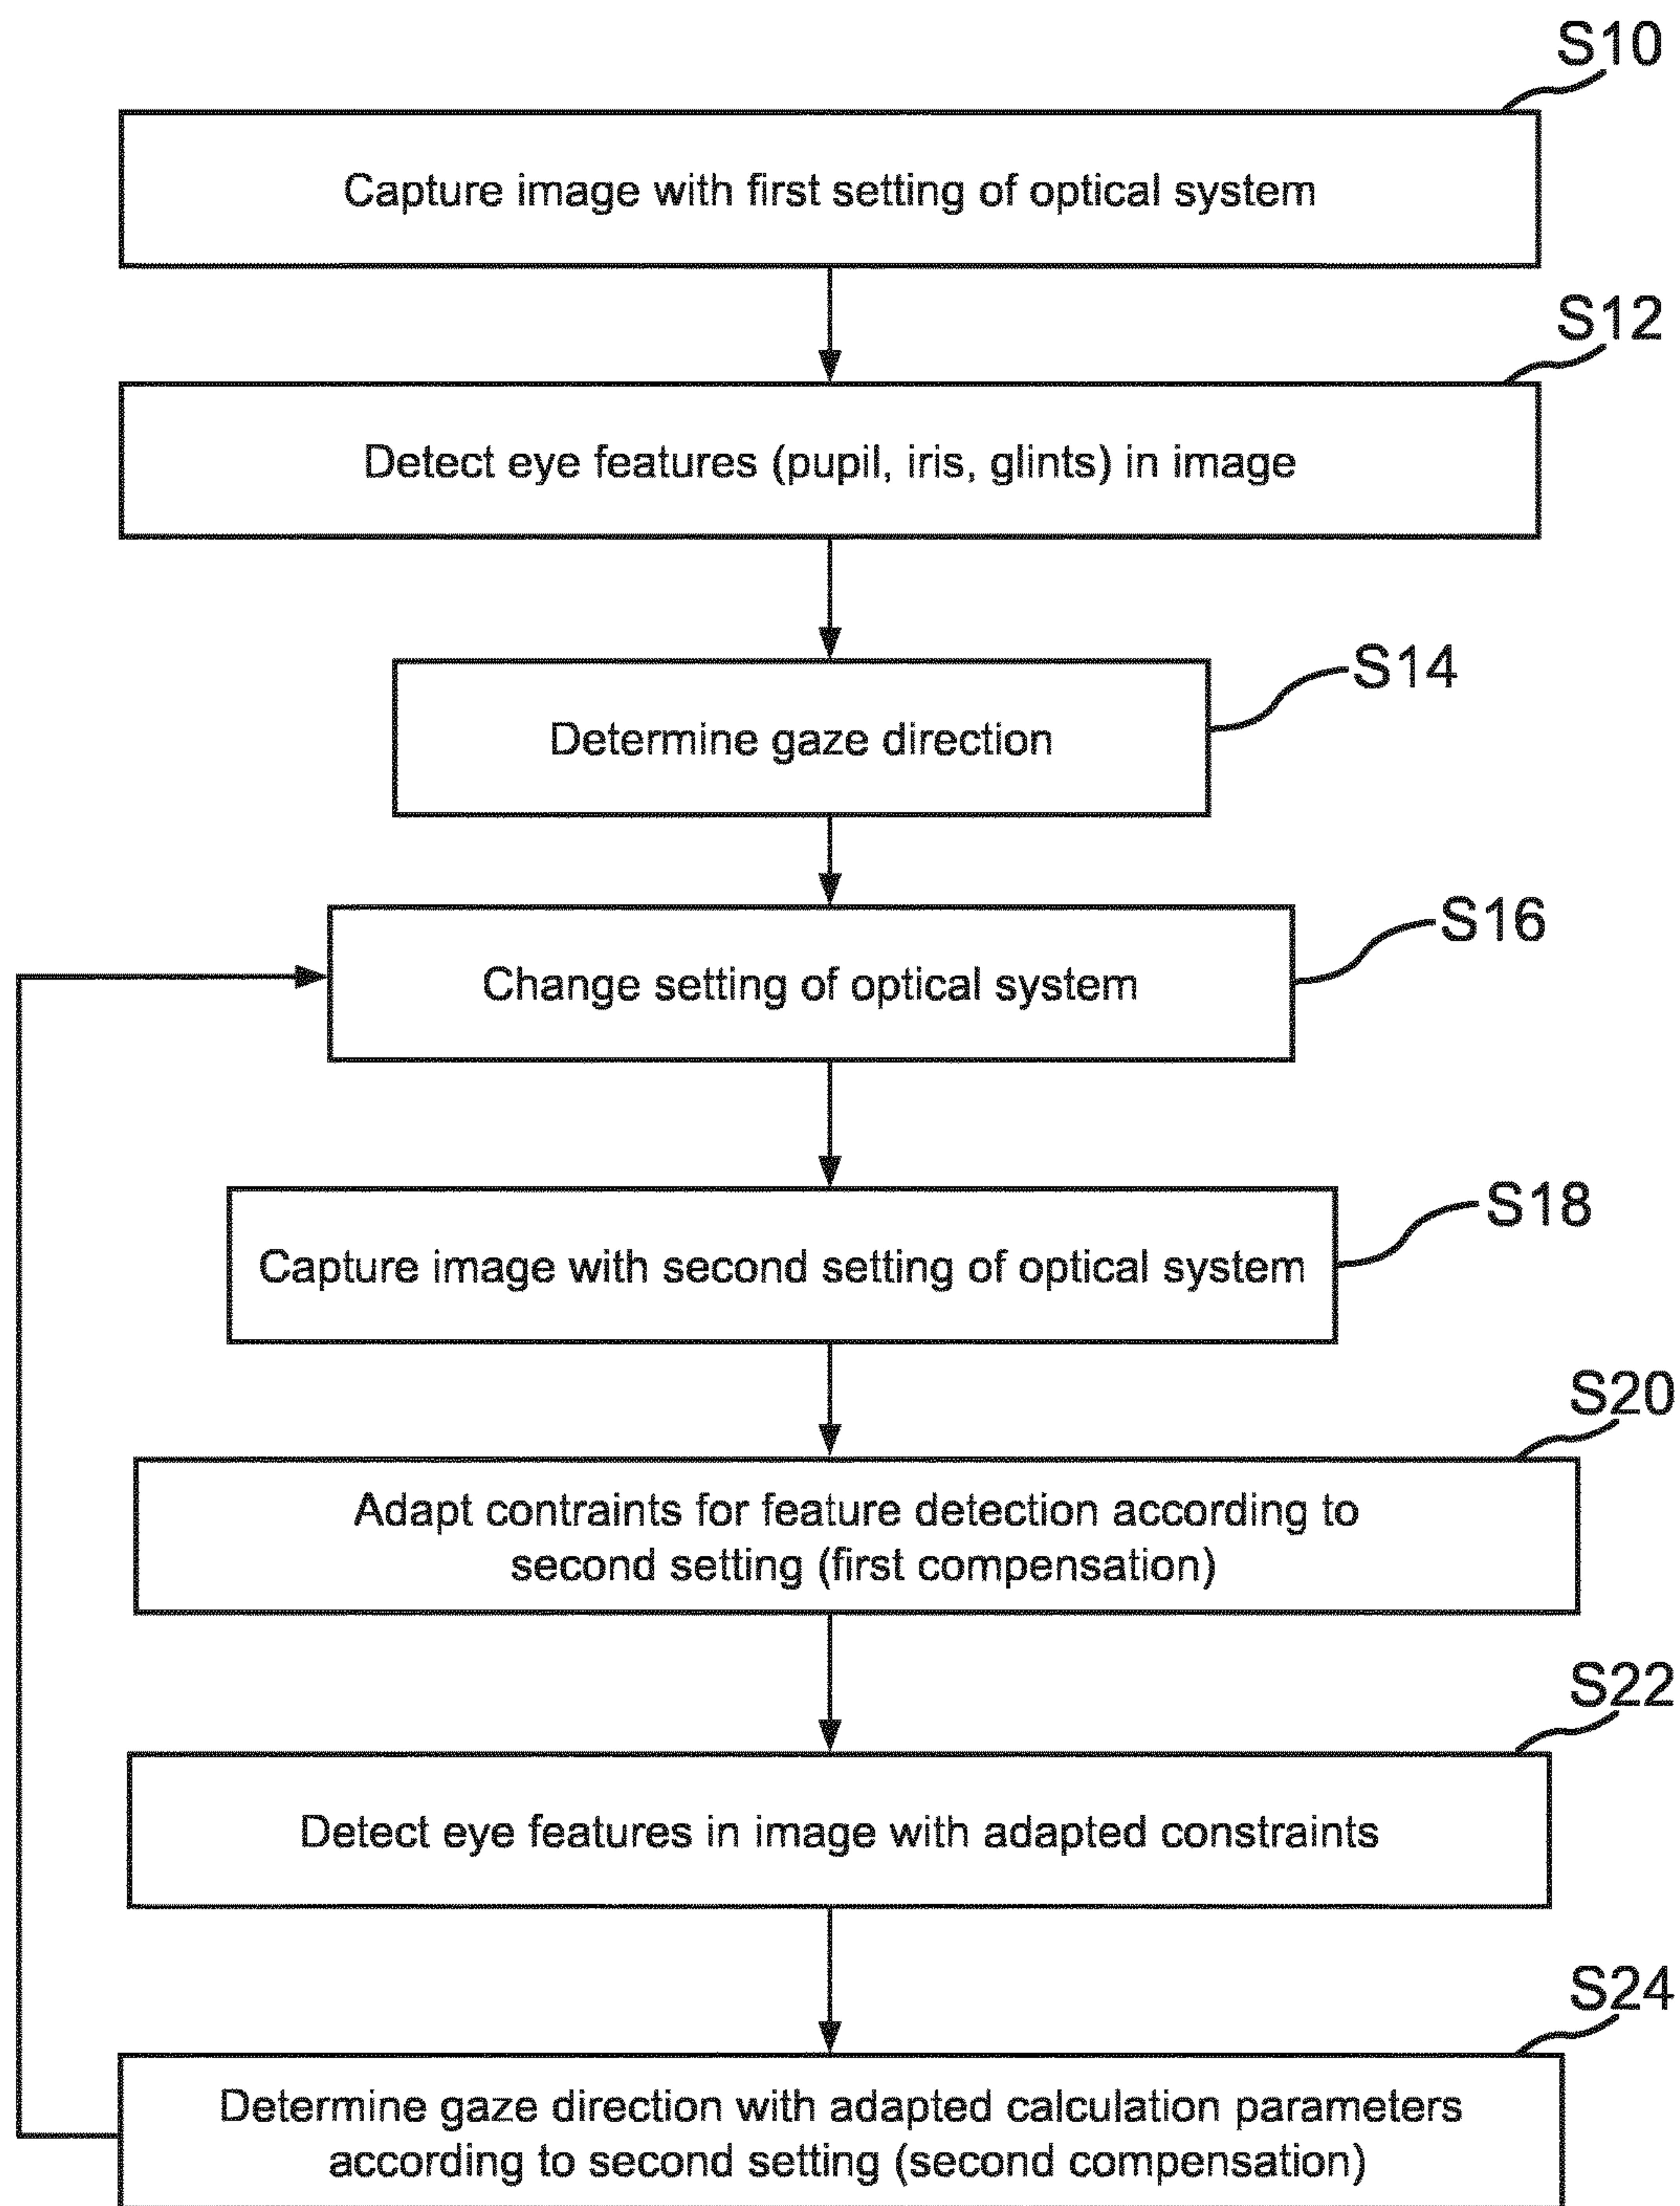 S10
Capture image with first setting of optical system
S12
Detect eye features (pupil, iris, glints) in image
S14
Determine gaze direction
S16
Change setting of optical system
S18
Capture image with second setting of optical system
S20
Adapt contraints for feature detection according to
second setting (first compensation)
S22
Detect eye features in image with adapted constraints
S24
Determine gaze direction with adapted calculation parameters
according to second setting (second compensation)